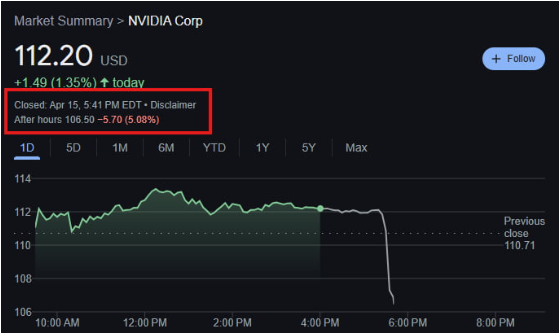 Market Summary > NVIDIA Corp
112.20 USD
+ Follow
+1.49 (1.35%) ↑ today
Closed: Apr 15, 5:41 PM EDT • Disclaimer
After hours 106.50 −5.70 (5.08%)
1D 5D 1M 6M YTD 1Y 5Y Max
114
112
110
108
106
Previous
close
110.71
10:00 AM 12:00 PM 2:00 PM 4:00 PM 6:00 PM 8:00 PM